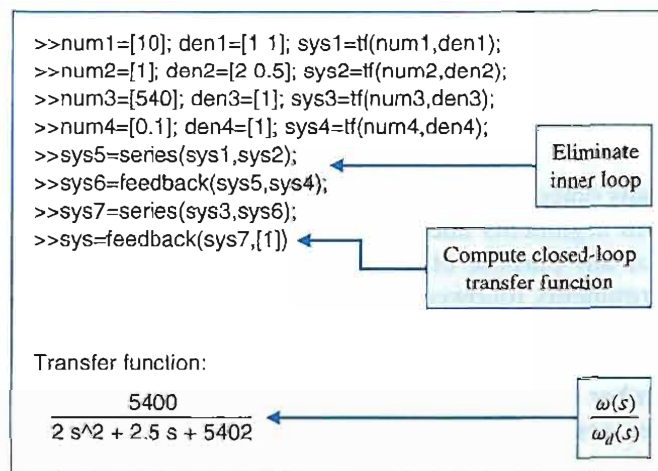 >>num1=[10]; den1=[1 1]; sys1=tf(num1,den1);
>>num2=[1]; den2=[2 0.5]; sys2=tf(num2,den2);
>>num3=[540]; den3=[1]; sys3=tf(num3,den3);
>>num4=[0.1]; den4=[1]; sys4=tf(num4,den4);
>>sys5=series(sys1,sys2);
>>sys6=feedback(sys5,sys4);
>>sys7=series(sys3,sys6);
>>sys=feedback(sys7,[1])
Eliminate
inner loop
Compute closed-loop
transfer function
Transfer function:
5400
2 s^2 + 2.5 s + 5402
ω(s)
ω_d(s)